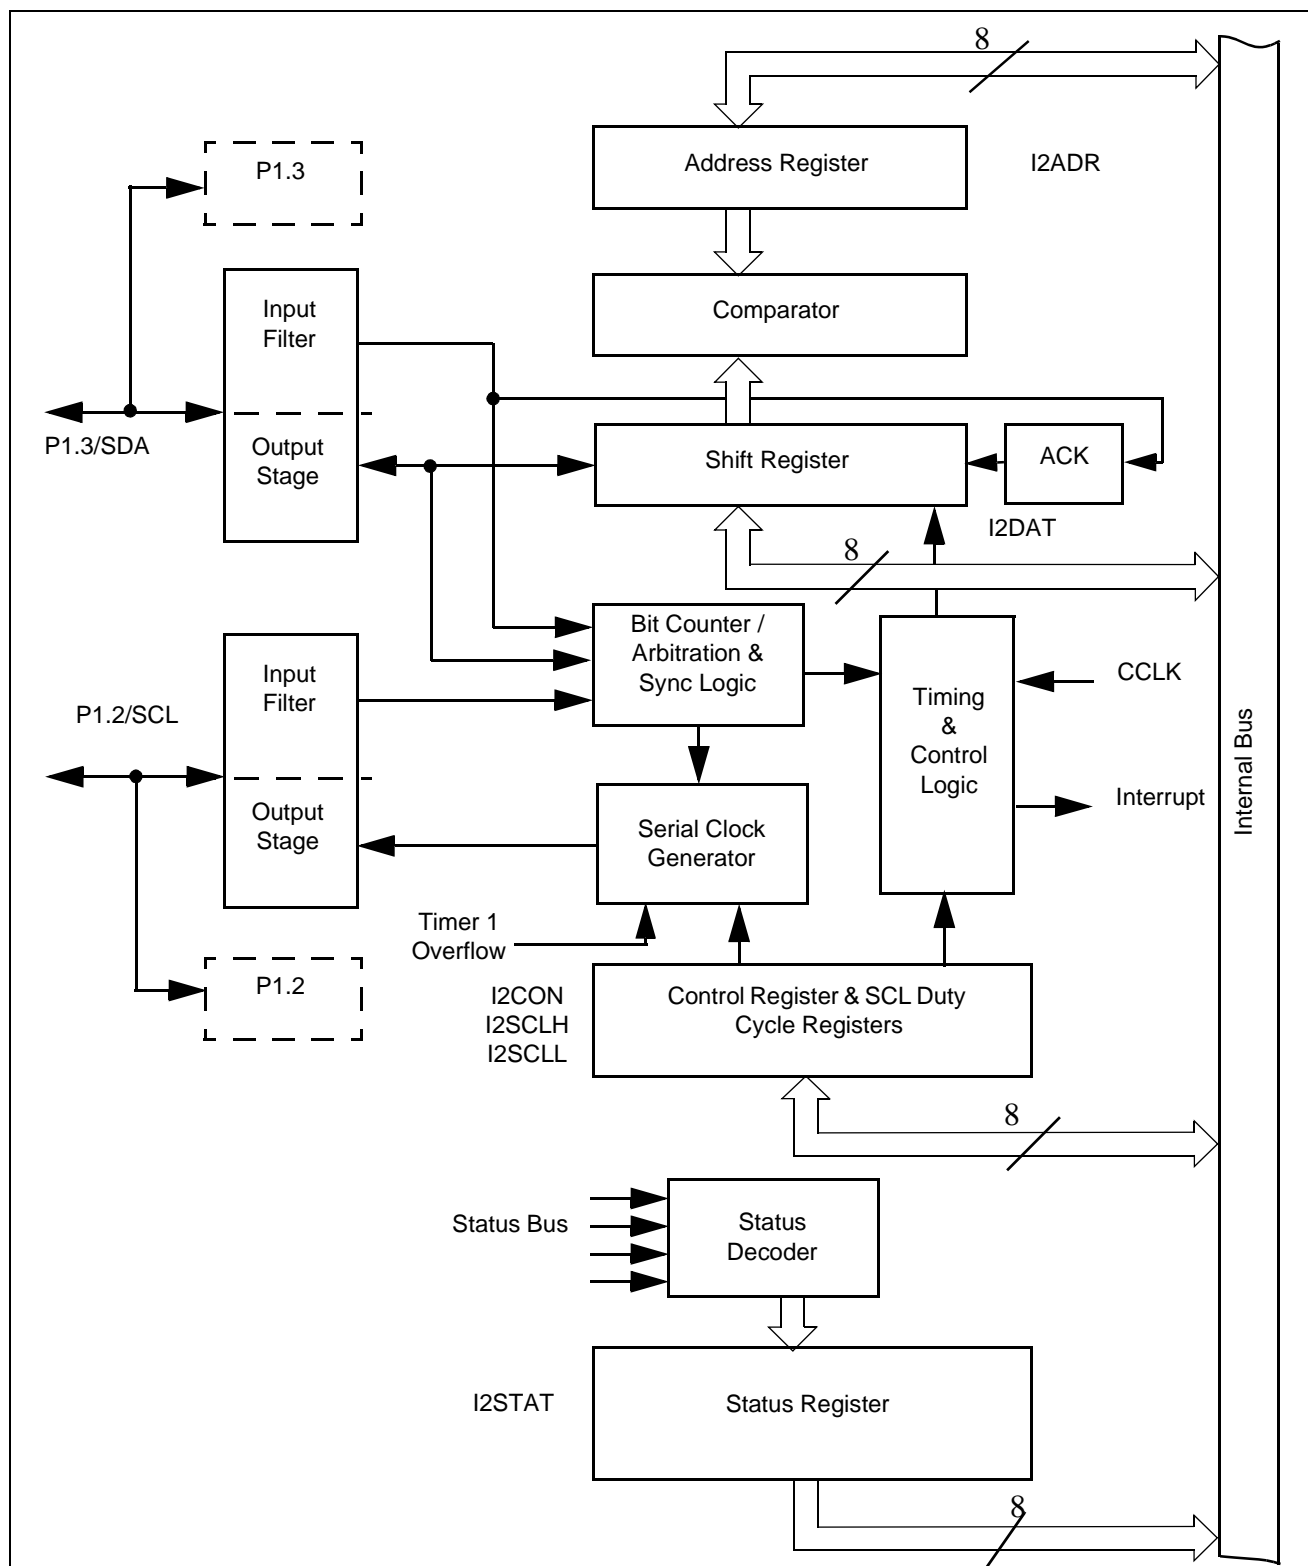 8
P1.3
Address Register
I2ADR
Input
Filter
Comparator
P1.3/SDA
Output
Stage
Shift Register
ACK
I2DAT
8
Bit Counter /
Arbitration &
Sync Logic
Input
Filter
CCLK
P1.2/SCL
Timing
&
Control
Logic
Internal Bus
Interrupt
Output
Stage
Serial Clock
Generator
Timer 1
Overflow
P1.2
I2CON
I2SCLH
I2SCLL
Control Register & SCL Duty
Cycle Registers
8
Status Bus
Status
Decoder
I2STAT
Status Register
8